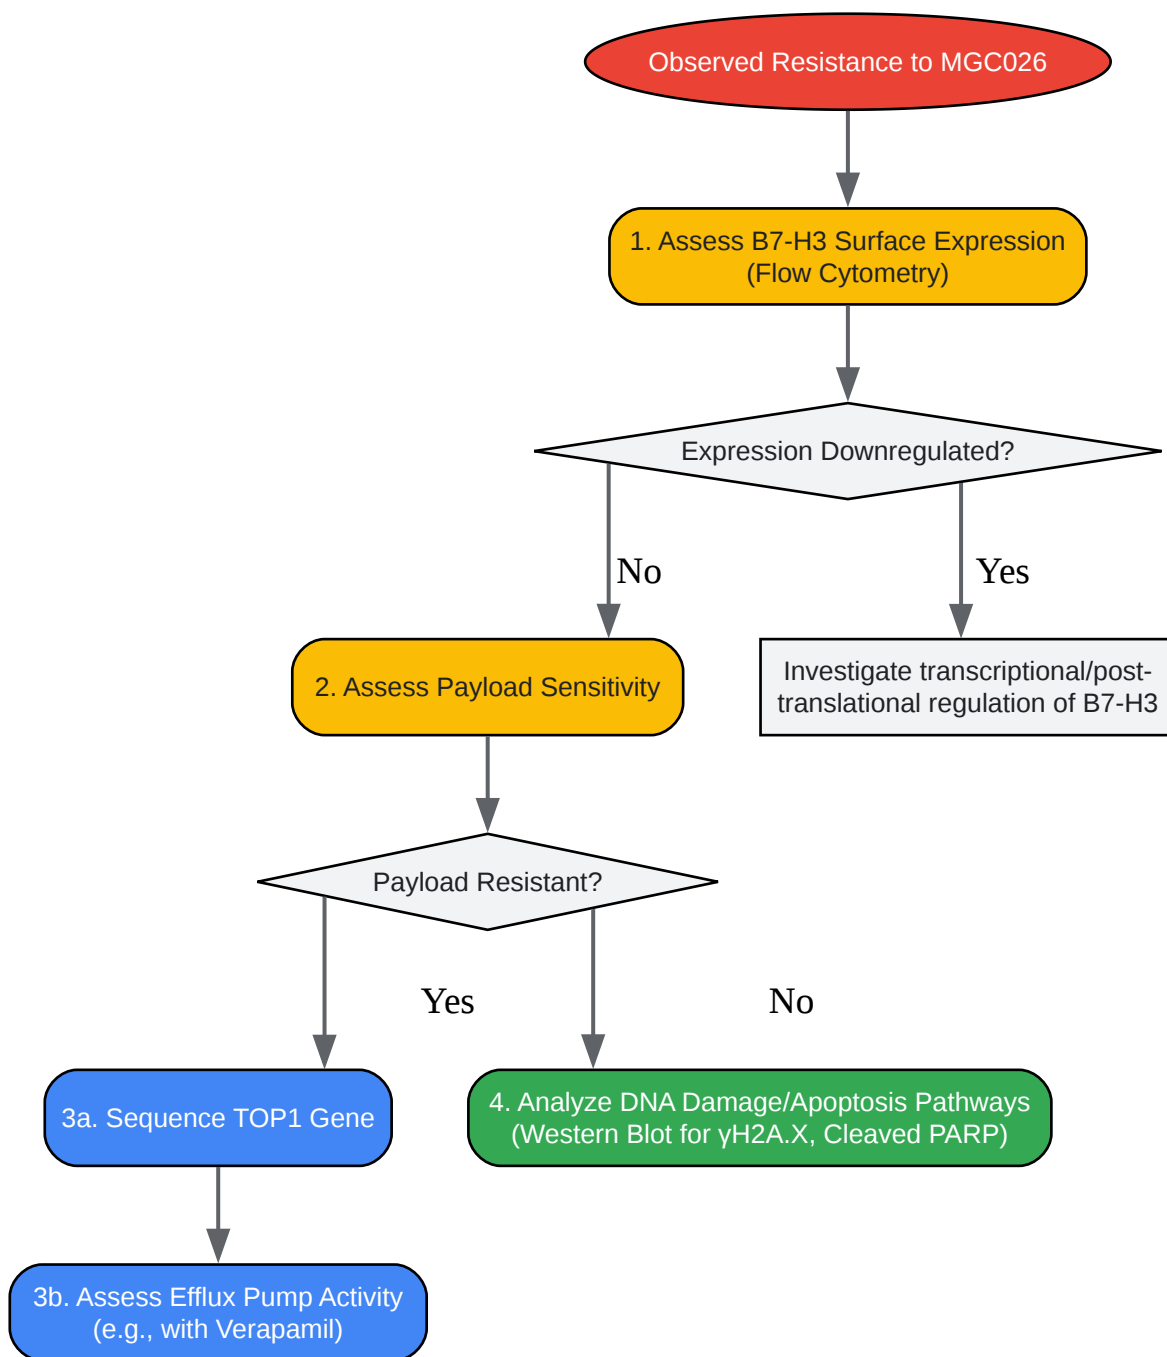 Observed Resistance to MGC026
1. Assess B7-H3 Surface Expression
(Flow Cytometry)
Expression Downregulated?
No
Yes
2. Assess Payload Sensitivity
Investigate transcriptional/post-
translational regulation of B7-H3
Payload Resistant?
Yes
No
3a. Sequence TOP1 Gene
4. Analyze DNA Damage/Apoptosis Pathways
(Western Blot for γH2A.X, Cleaved PARP)
3b. Assess Efflux Pump Activity
(e.g., with Verapamil)